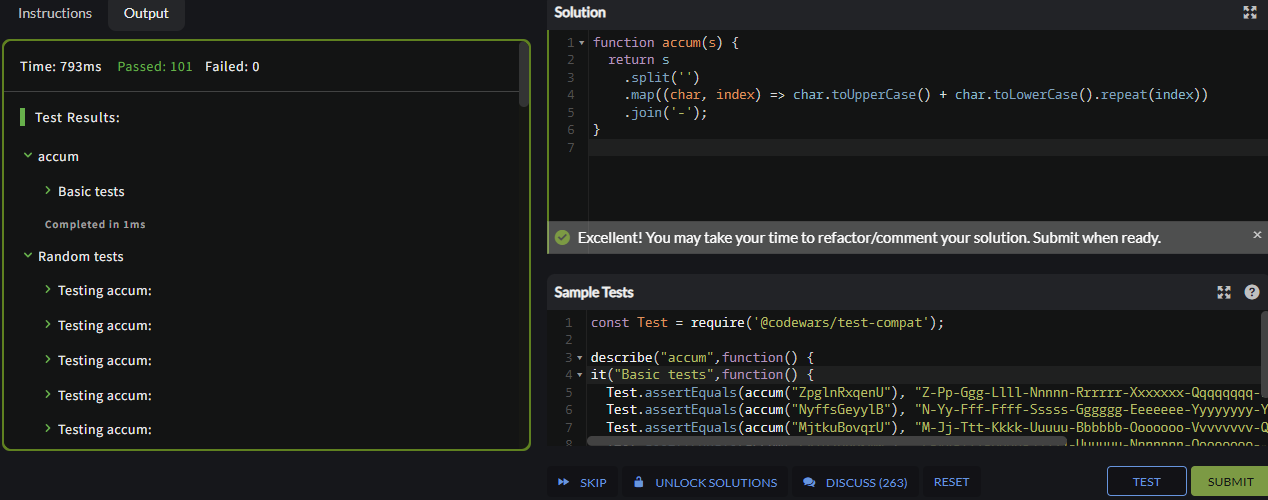 Instructions
Output
Time: 793ms Passed: 101 Failed: 0
Test Results:
accum
Basic tests
Completed in 1ms
Random tests
Testing accum:
Testing accum:
Testing accum:
Testing accum:
Testing accum:
Solution
1 function accum(s) {
2 return s
3 .split('')
4 .map((char, index) => char.toUpperCase() + char.toLowerCase().repeat(index))
5 .join('-');
6 }
7
Excellent! You may take your time to refactor/comment your solution. Submit when ready.
Sample Tests
1 const Test = require('@codewars/test-compat');
2
3 describe("accum",function() {
4 it("Basic tests",function() {
5 Test.assertEquals(accum("ZpglnRxqenU"), "Z-Pp-Ggg-Llll-Nnnnn-Rrrrrr-Xxxxxxx-Qqqqqqqq-
6 Test.assertEquals(accum("NyffsGeyylB"), "N-Yy-Fff-Ffff-Sssss-Gggggg-Eeeeeee-Yyyyyyyy-Y
7 Test.assertEquals(accum("MjtkuBovqrU"), "M-Jj-Ttt-Kkkk-Uuuuu-Bbbbbb-Ooooooo-Vvvvvvvv-Q
8
SKIP
UNLOCK SOLUTIONS
DISCUSS (263)
RESET
TEST
SUBMIT